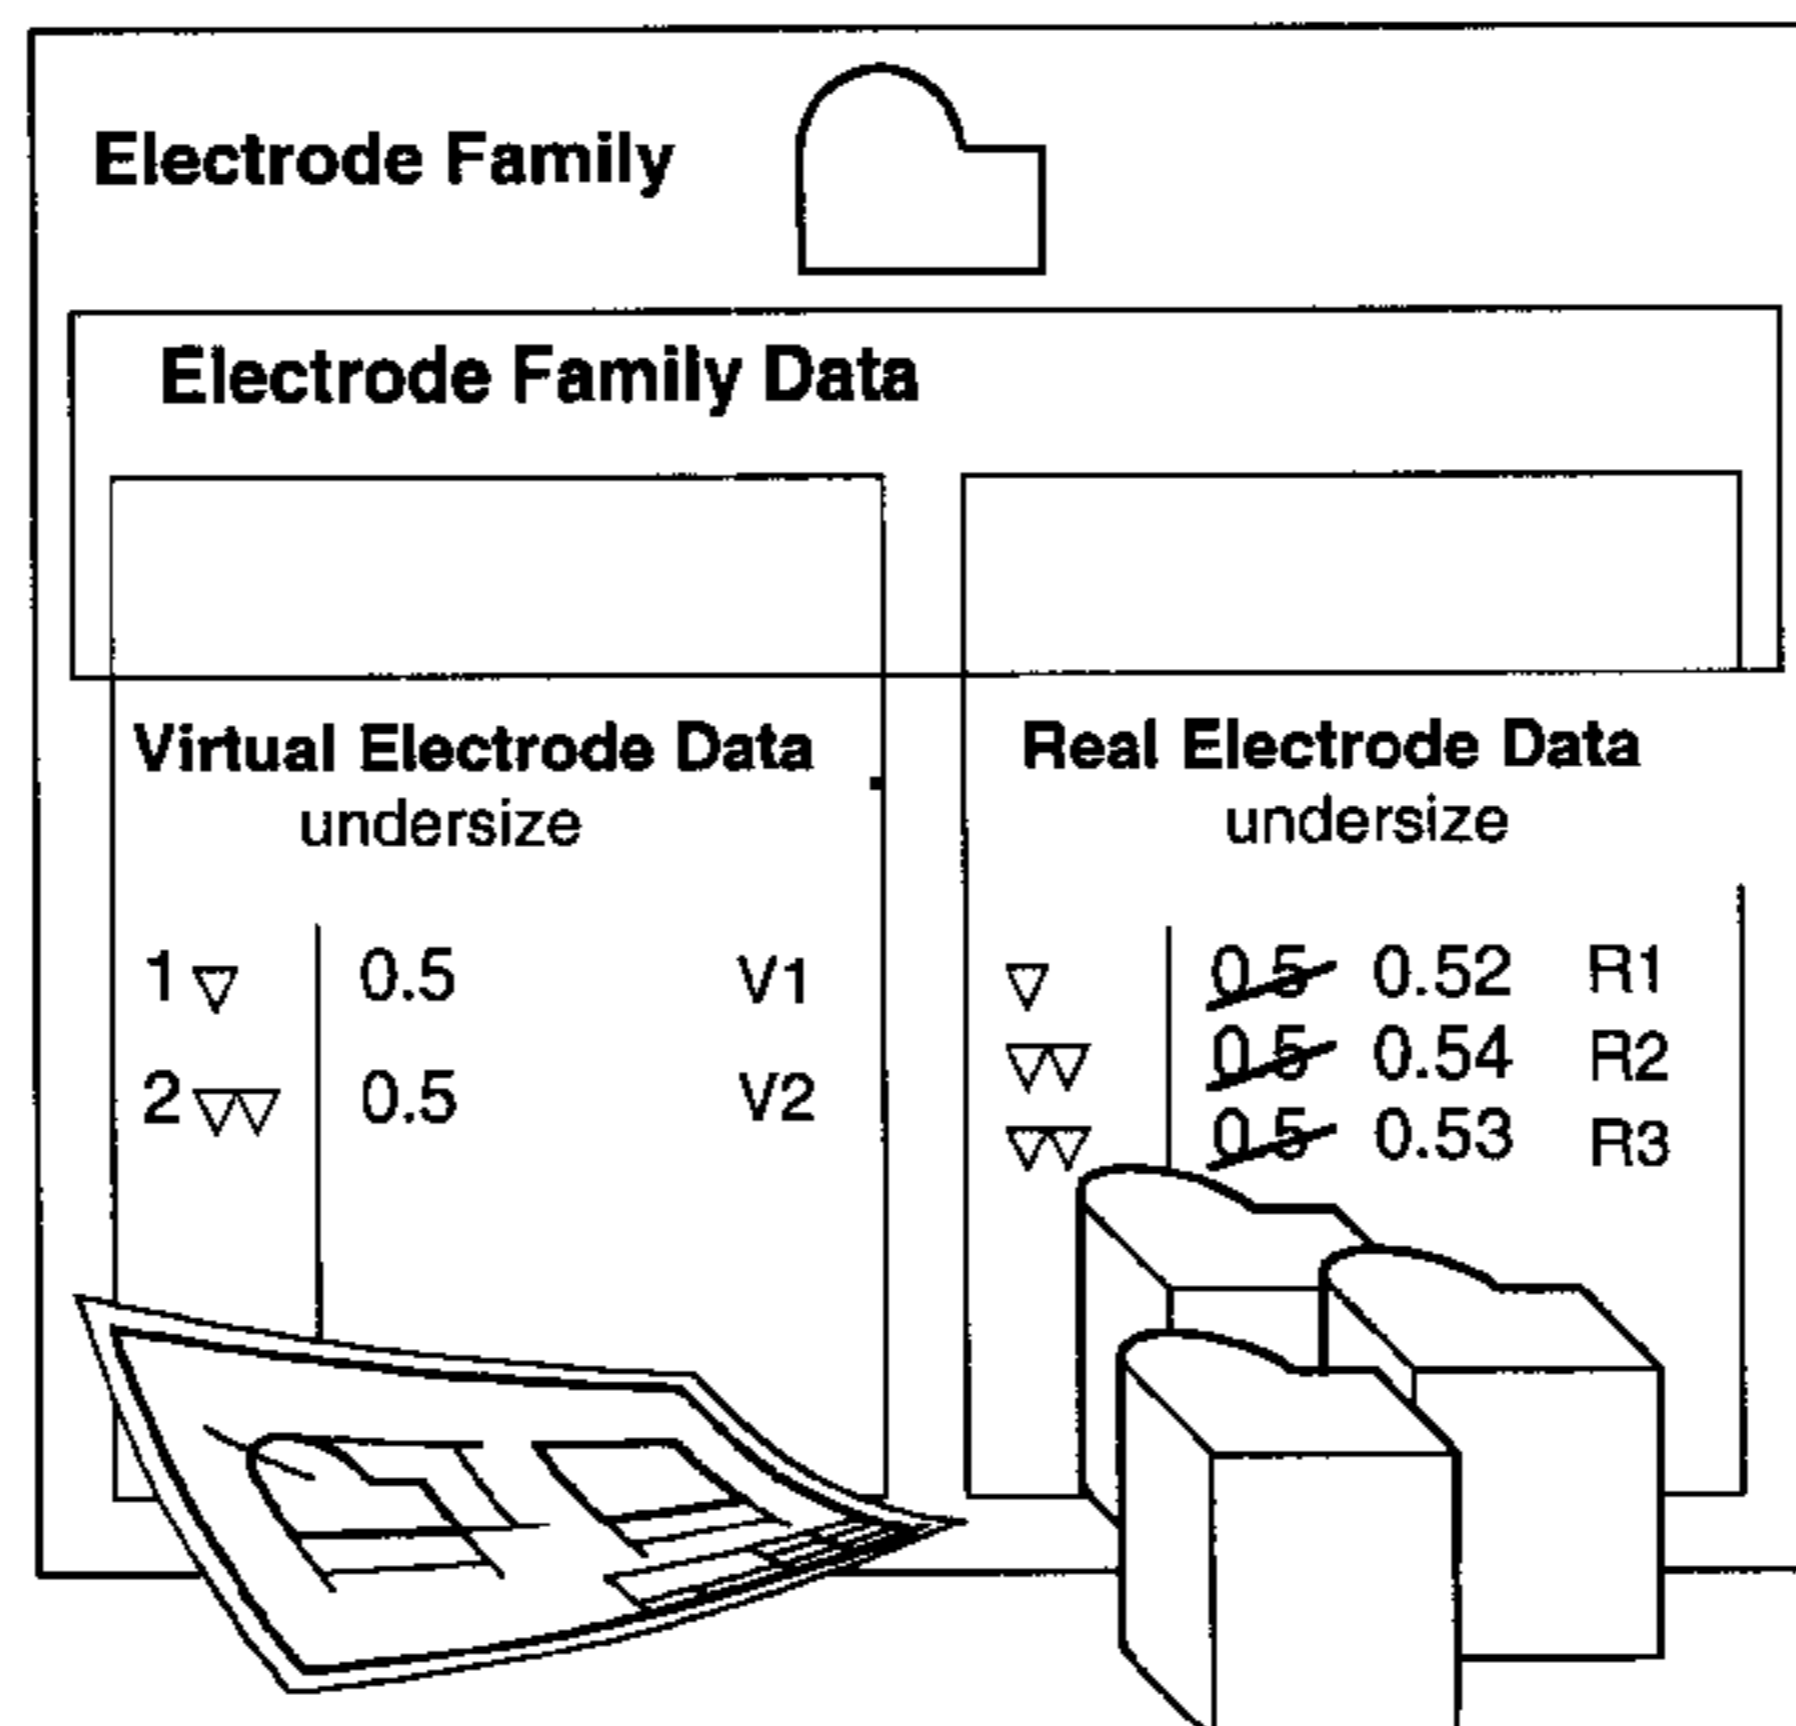 Electrode Family
Electrode Family Data
Virtual Electrode Data
undersize
1 ▽ 0.5 V1
2 ▽▽ 0.5 V2
Real Electrode Data
undersize
▽ 0.5 0.52 R1
▽▽ 0.5 0.54 R2
▽▽ 0.5 0.53 R3